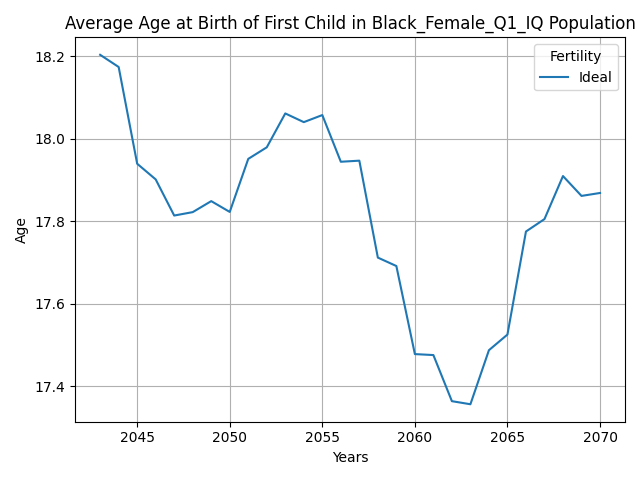 Average Age at Birth of First Child in Black_Female_Q1_IQ Population
Fertility
Ideal
18.2
18.0
17.8
17.6
17.4
Age
2045 2050 2055 2060 2065 2070
Years